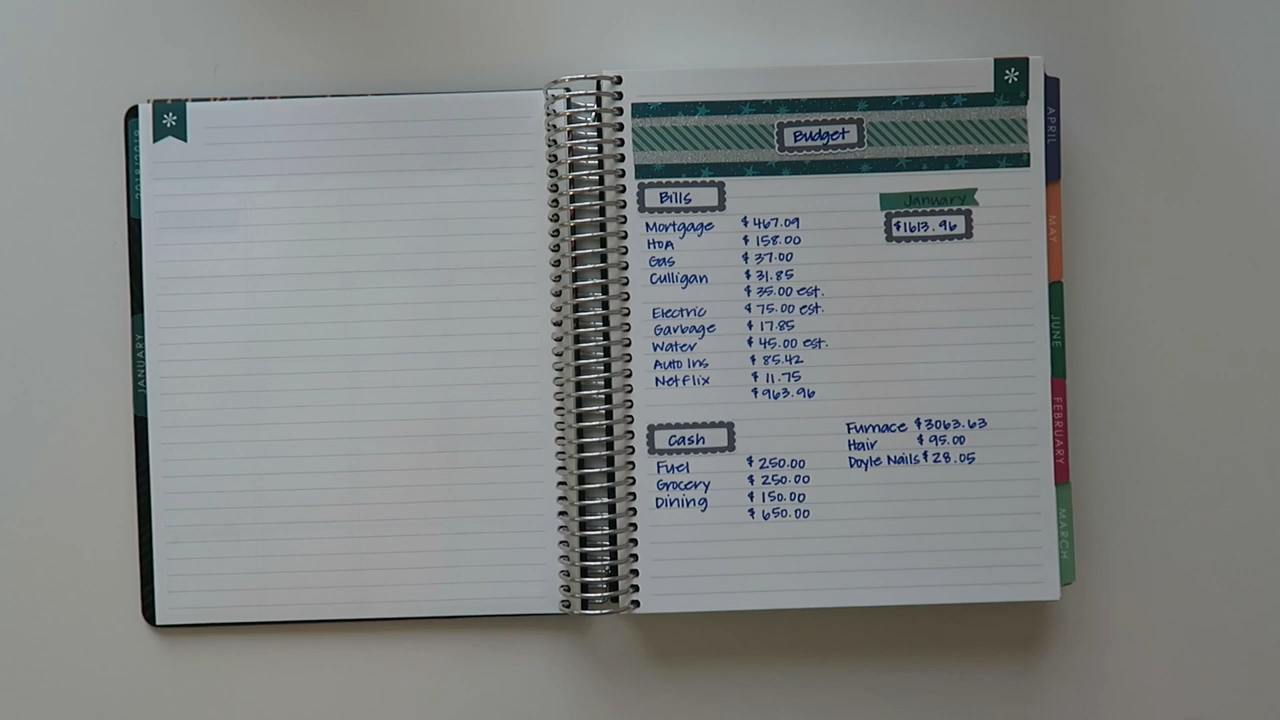 *
*
Budget
Bills
January
$1613.96
Mortgage $467.09
HOA $158.00
Gas $37.00
Culligan $31.85
$35.00 est.
Electric $75.00 est.
Garbage $17.85
Water $45.00 est.
Auto Ins $85.42
Netflix $11.75
$963.96
Cash
Fuel $250.00
Grocery $250.00
Dining $150.00
$650.00
Furnace $3063.63
Hair $95.00
Doyle Nails $28.05
2018/2019
JANUARY
APRIL
MAY
JUNE
FEBRUARY
MARCH